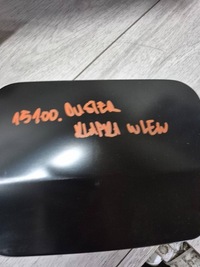 15400. DUSTER
KLAPKA WLEW